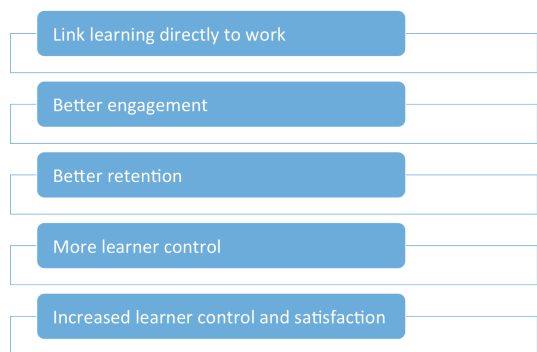 Link learning directly to work
Better engagement
Better retention
More learner control
Increased learner control and satisfaction